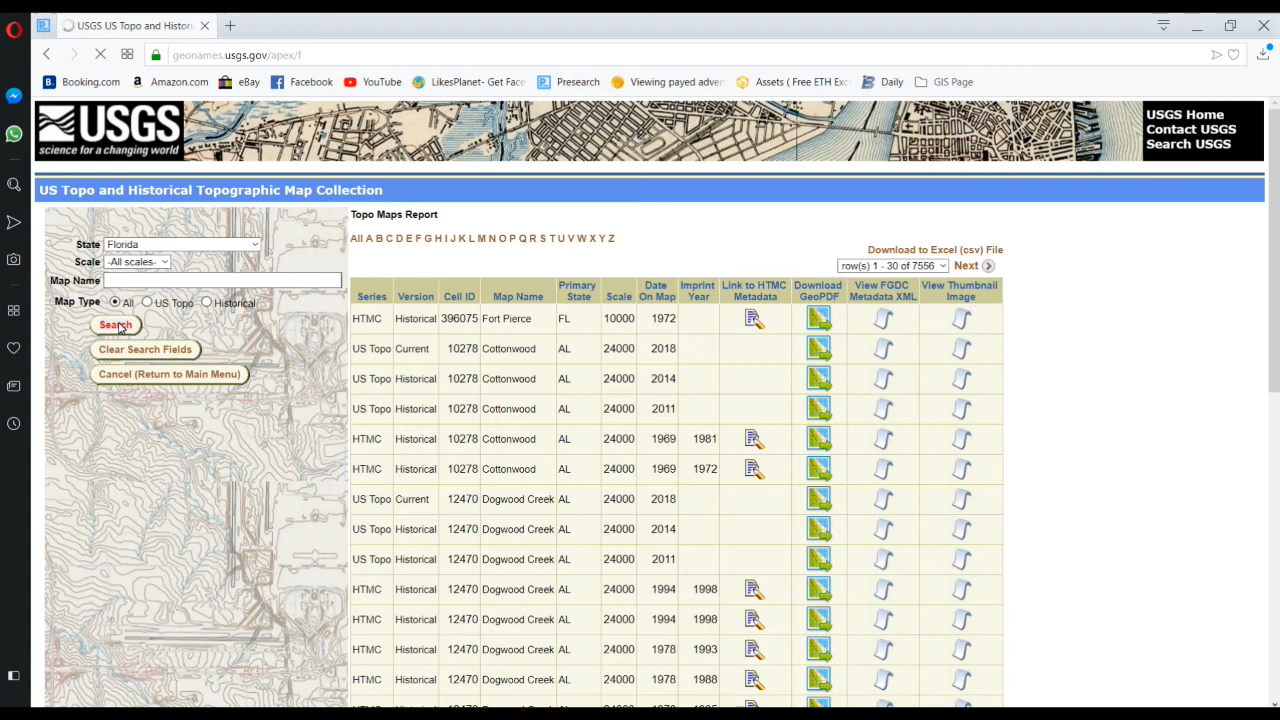 USGS US Topo and Histori
geonames.usgs.gov/apex/f
Booking.com Amazon.com eBay Facebook YouTube LikesPlanet- Get Face Presearch Viewing payed adver Assets ( Free ETH Exc Daily GIS Page
USGS
science for a changing world
USGS Home
Contact USGS
Search USGS
US Topo and Historical Topographic Map Collection
State Florida
Scale -All scales-
Map Name
Map Type All US Topo Historical
Search
Clear Search Fields
Cancel (Return to Main Menu)
Topo Maps Report
All A B C D E F G H I J K L M N O P Q R S T U V W X Y Z
Download to Excel (csv) File
row(s) 1 - 30 of 7556 Next
Series Version Cell ID Map Name Primary State Scale Date On Map Imprint Year Link to HTMC Metadata Download GeoPDF View FGDC Metadata XML View Thumbnail Image
HTMC Historical 396075 Fort Pierce FL 10000 1972
US Topo Current 10278 Cottonwood AL 24000 2018
US Topo Historical 10278 Cottonwood AL 24000 2014
US Topo Historical 10278 Cottonwood AL 24000 2011
HTMC Historical 10278 Cottonwood AL 24000 1969 1981
HTMC Historical 10278 Cottonwood AL 24000 1969 1972
US Topo Current 12470 Dogwood Creek AL 24000 2018
US Topo Historical 12470 Dogwood Creek AL 24000 2014
US Topo Historical 12470 Dogwood Creek AL 24000 2011
HTMC Historical 12470 Dogwood Creek AL 24000 1994 1998
HTMC Historical 12470 Dogwood Creek AL 24000 1994 1998
HTMC Historical 12470 Dogwood Creek AL 24000 1978 1993
HTMC Historical 12470 Dogwood Creek AL 24000 1978 1988